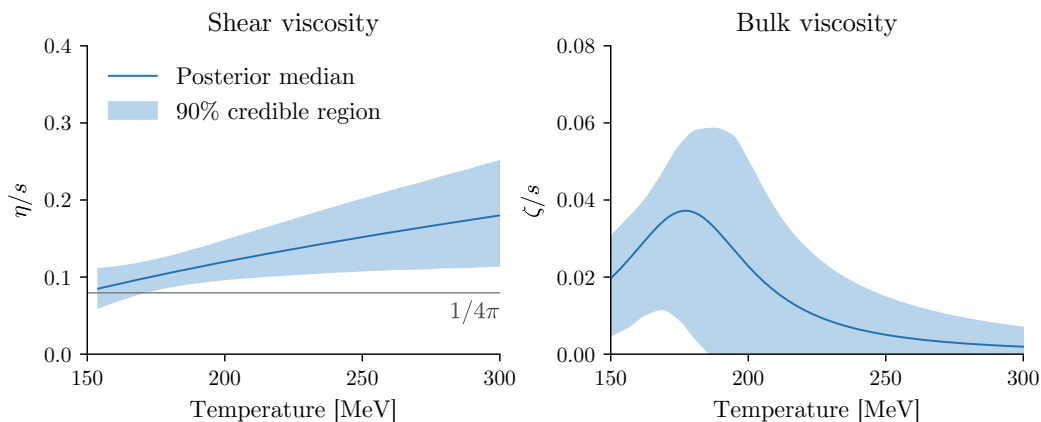 Shear viscosity
0.4
0.3
0.2
0.1
0.0
η/s
Posterior median
90% credible region
1/4π
150
200
250
300
Temperature [MeV]
Bulk viscosity
0.08
0.06
0.04
0.02
0.00
ζ/s
150
200
250
300
Temperature [MeV]